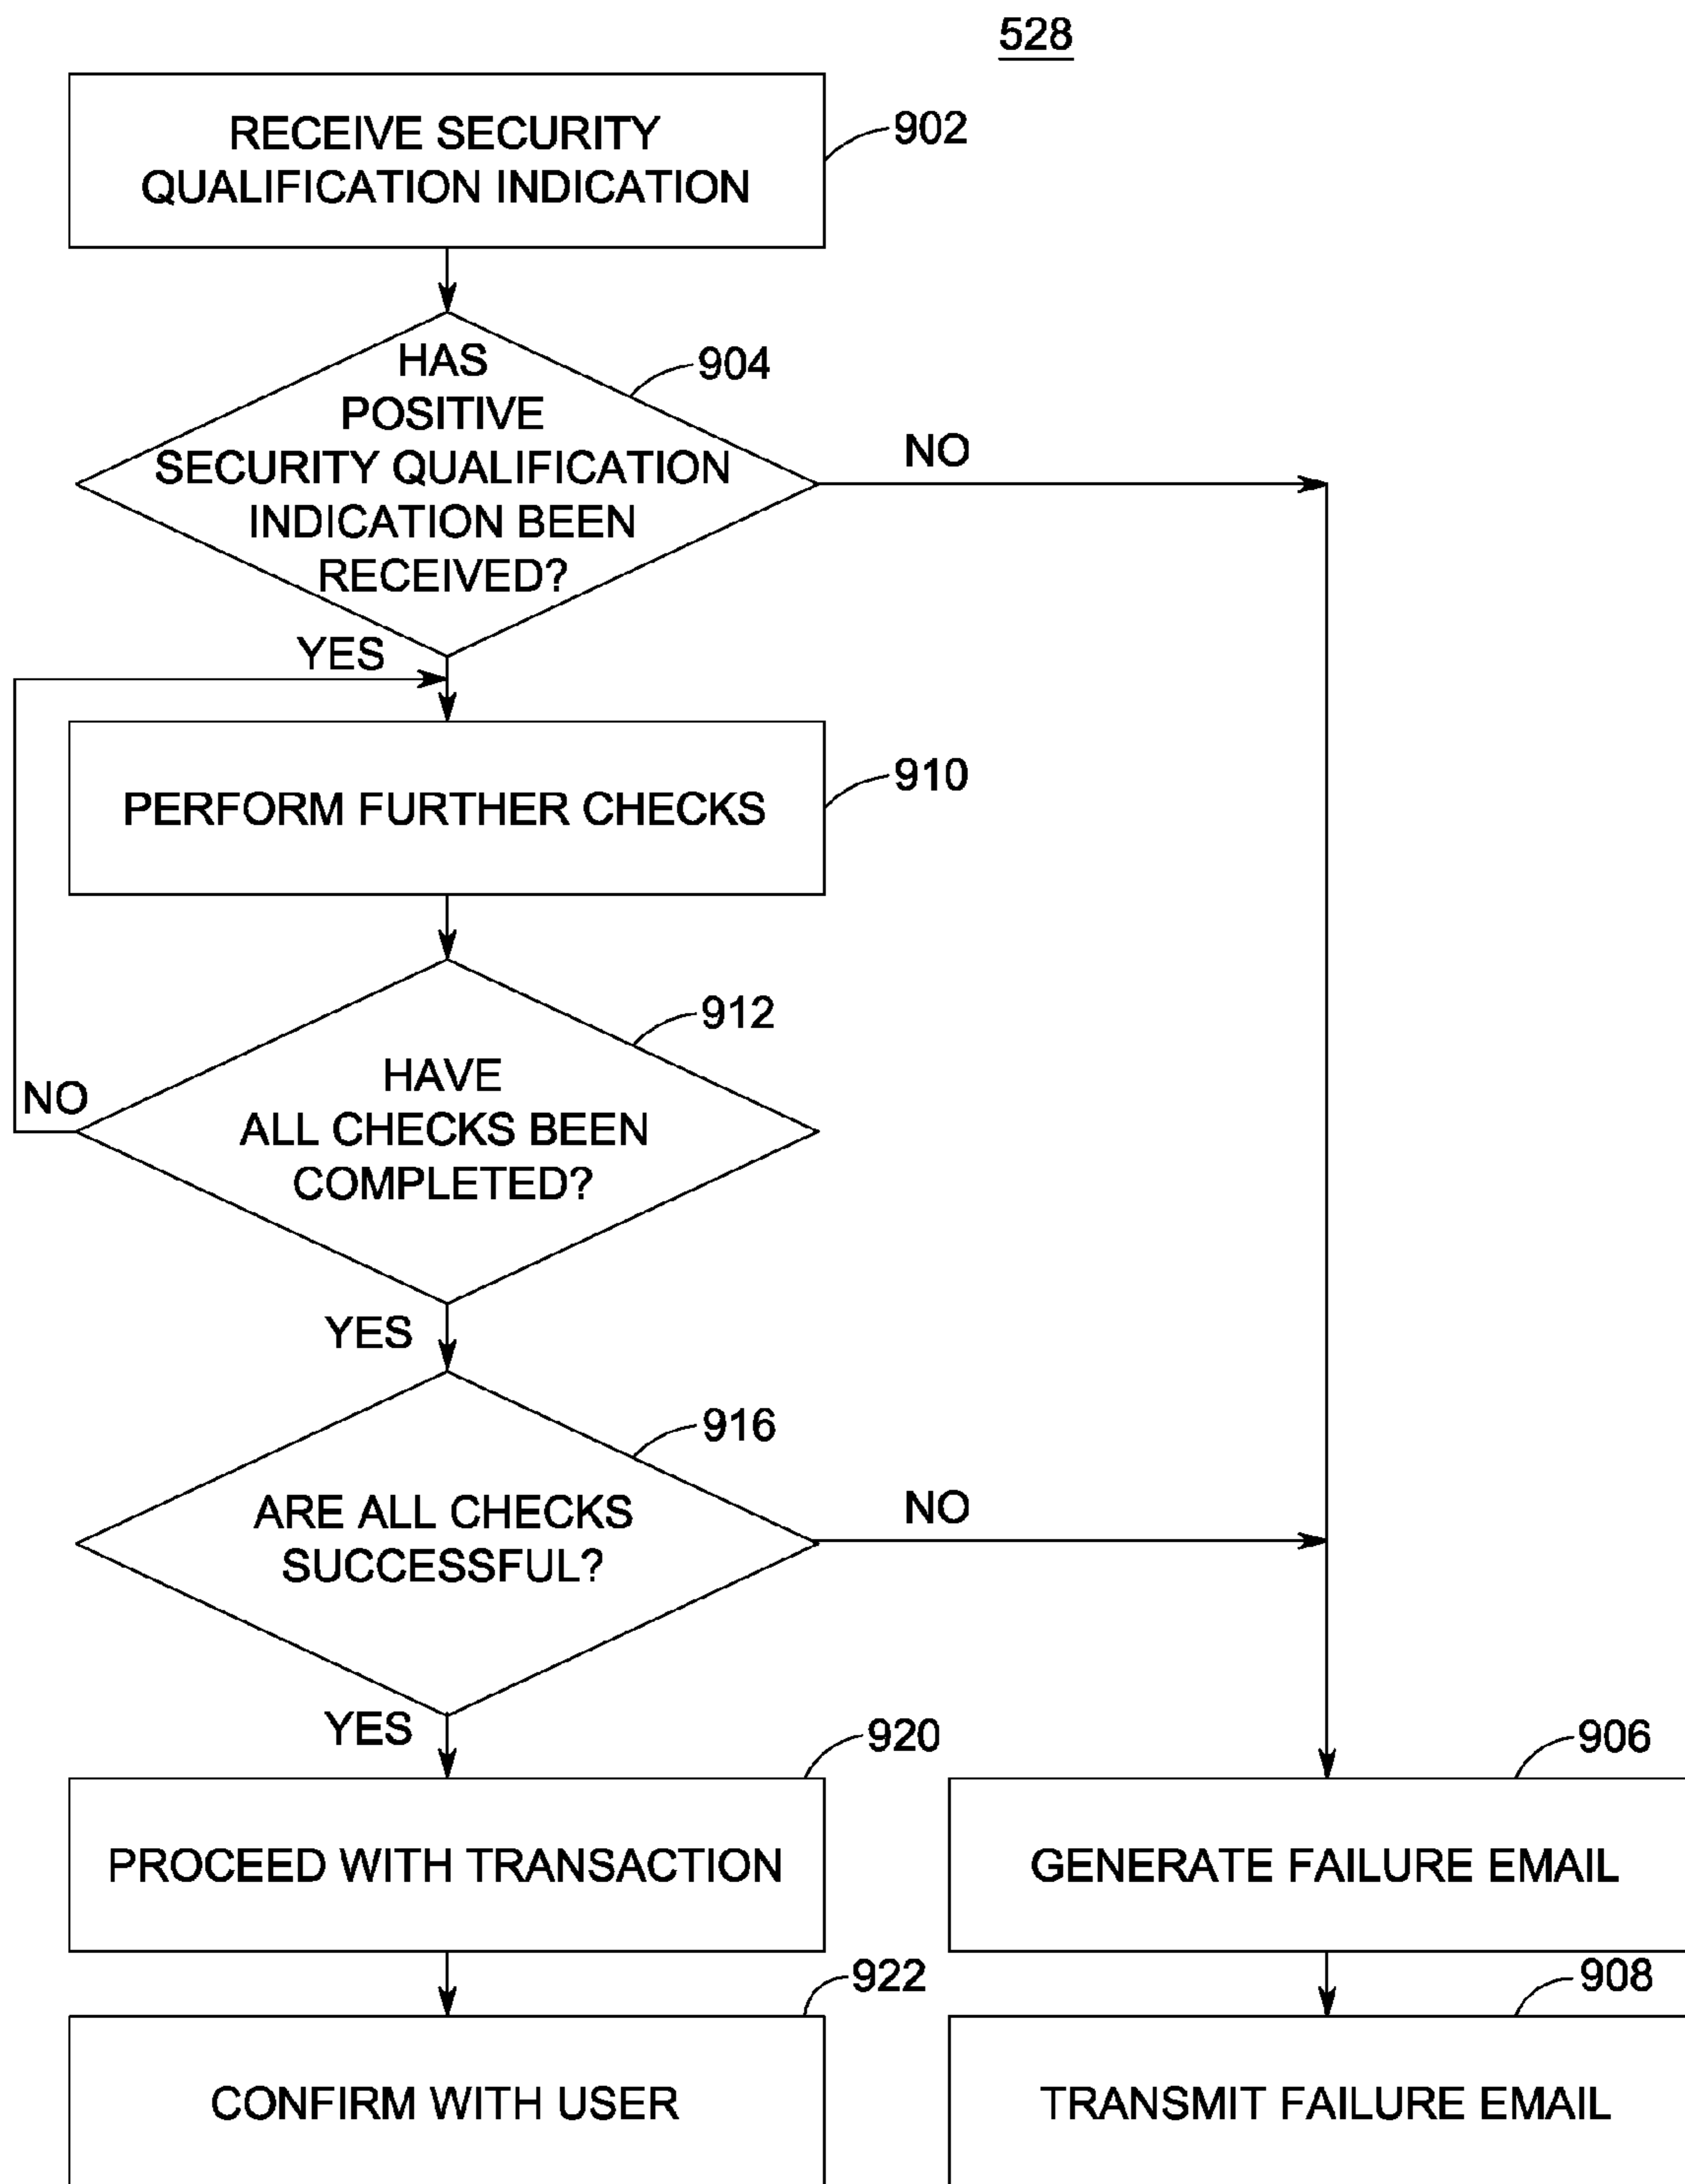 528
RECEIVE SECURITY
QUALIFICATION INDICATION
902
HAS
POSITIVE
SECURITY QUALIFICATION
INDICATION BEEN
RECEIVED?
904
NO
YES
PERFORM FURTHER CHECKS
910
HAVE
ALL CHECKS BEEN
COMPLETED?
912
NO
YES
ARE ALL CHECKS
SUCCESSFUL?
916
NO
YES
PROCEED WITH TRANSACTION
920
GENERATE FAILURE EMAIL
906
CONFIRM WITH USER
922
TRANSMIT FAILURE EMAIL
908